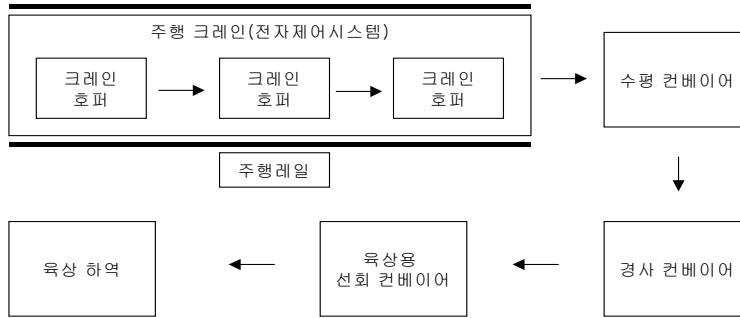 주행 크레인(전자제어시스템)
크레인
호퍼
크레인
호퍼
크레인
호퍼
수평 컨베이어
주행레일
육상 하역
육상용
선회 컨베이어
경사 컨베이어